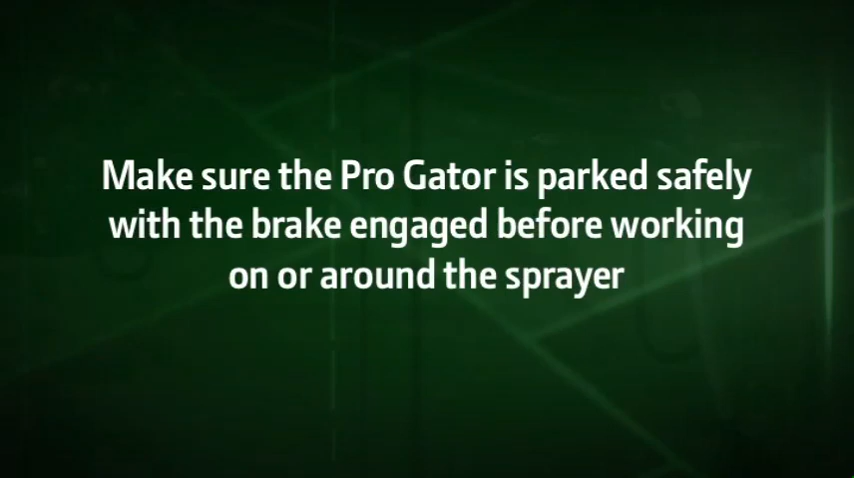 Make sure the Pro Gator is parked safely
with the brake engaged before working
on or around the sprayer